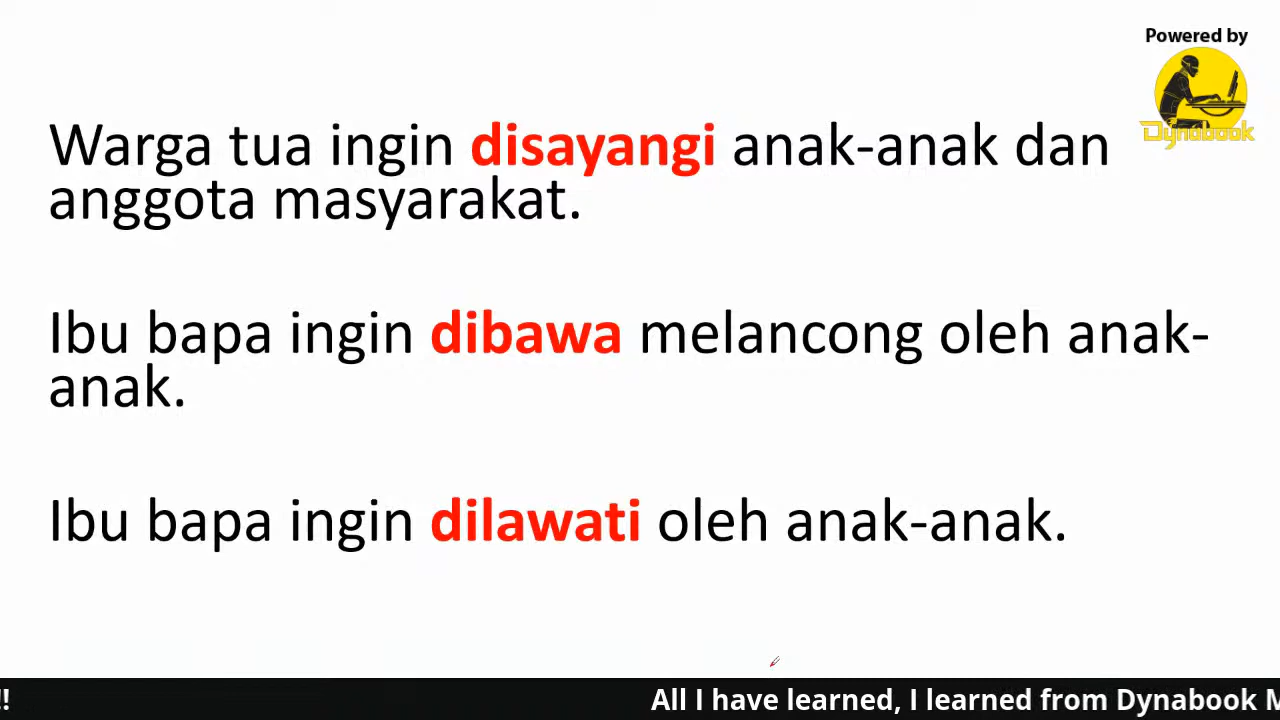 Powered by
Dynabook
Warga tua ingin disayangi anak-anak dan
anggota masyarakat.
Ibu bapa ingin dibawa melancong oleh anak-
anak.
Ibu bapa ingin dilawati oleh anak-anak.
!! All I have learned, I learned from Dynabook M